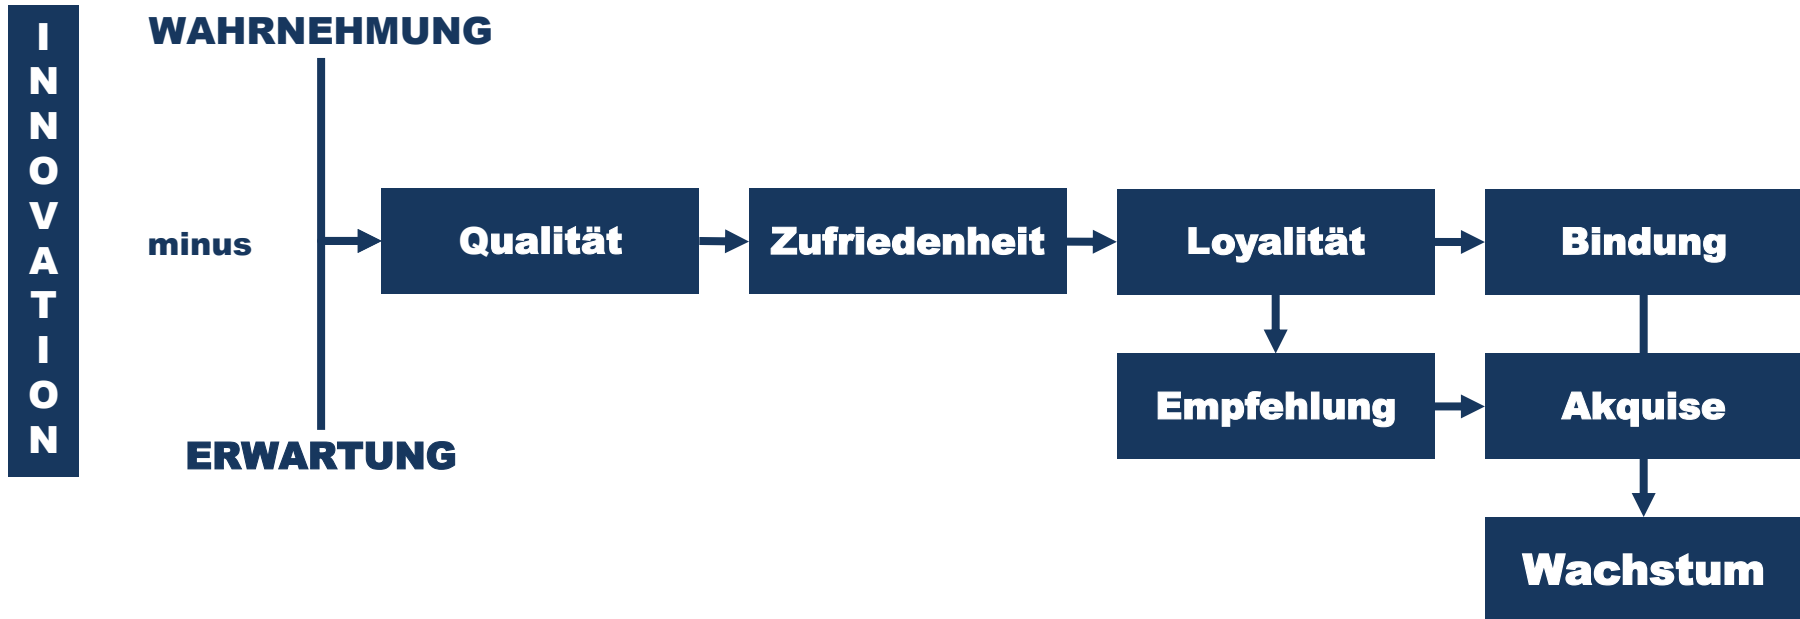 INNOVATION
WAHRNEHMUNG
minus
ERWARTUNG
Qualität
Zufriedenheit
Loyalität
Bindung
Empfehlung
Akquise
Wachstum